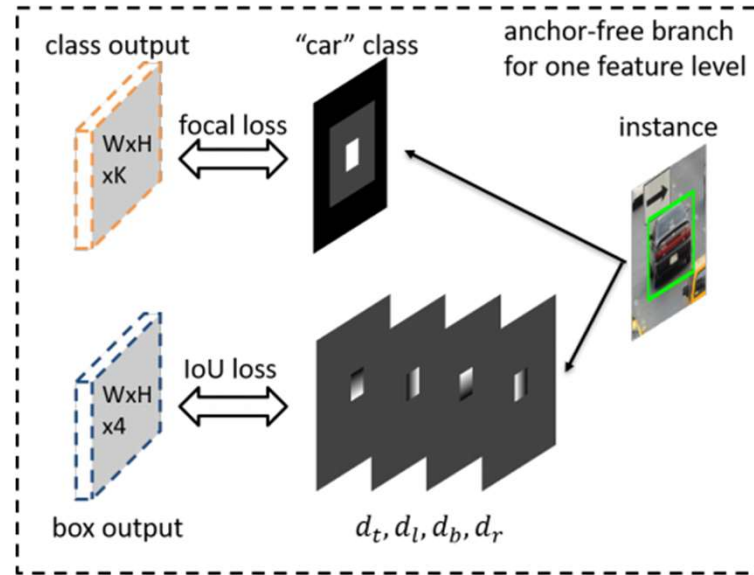 class output
“car” class
anchor-free branch
for one feature level
focal loss
instance
WxH
xK
IoU loss
WxH
x4
box output
d_t, d_l, d_b, d_r